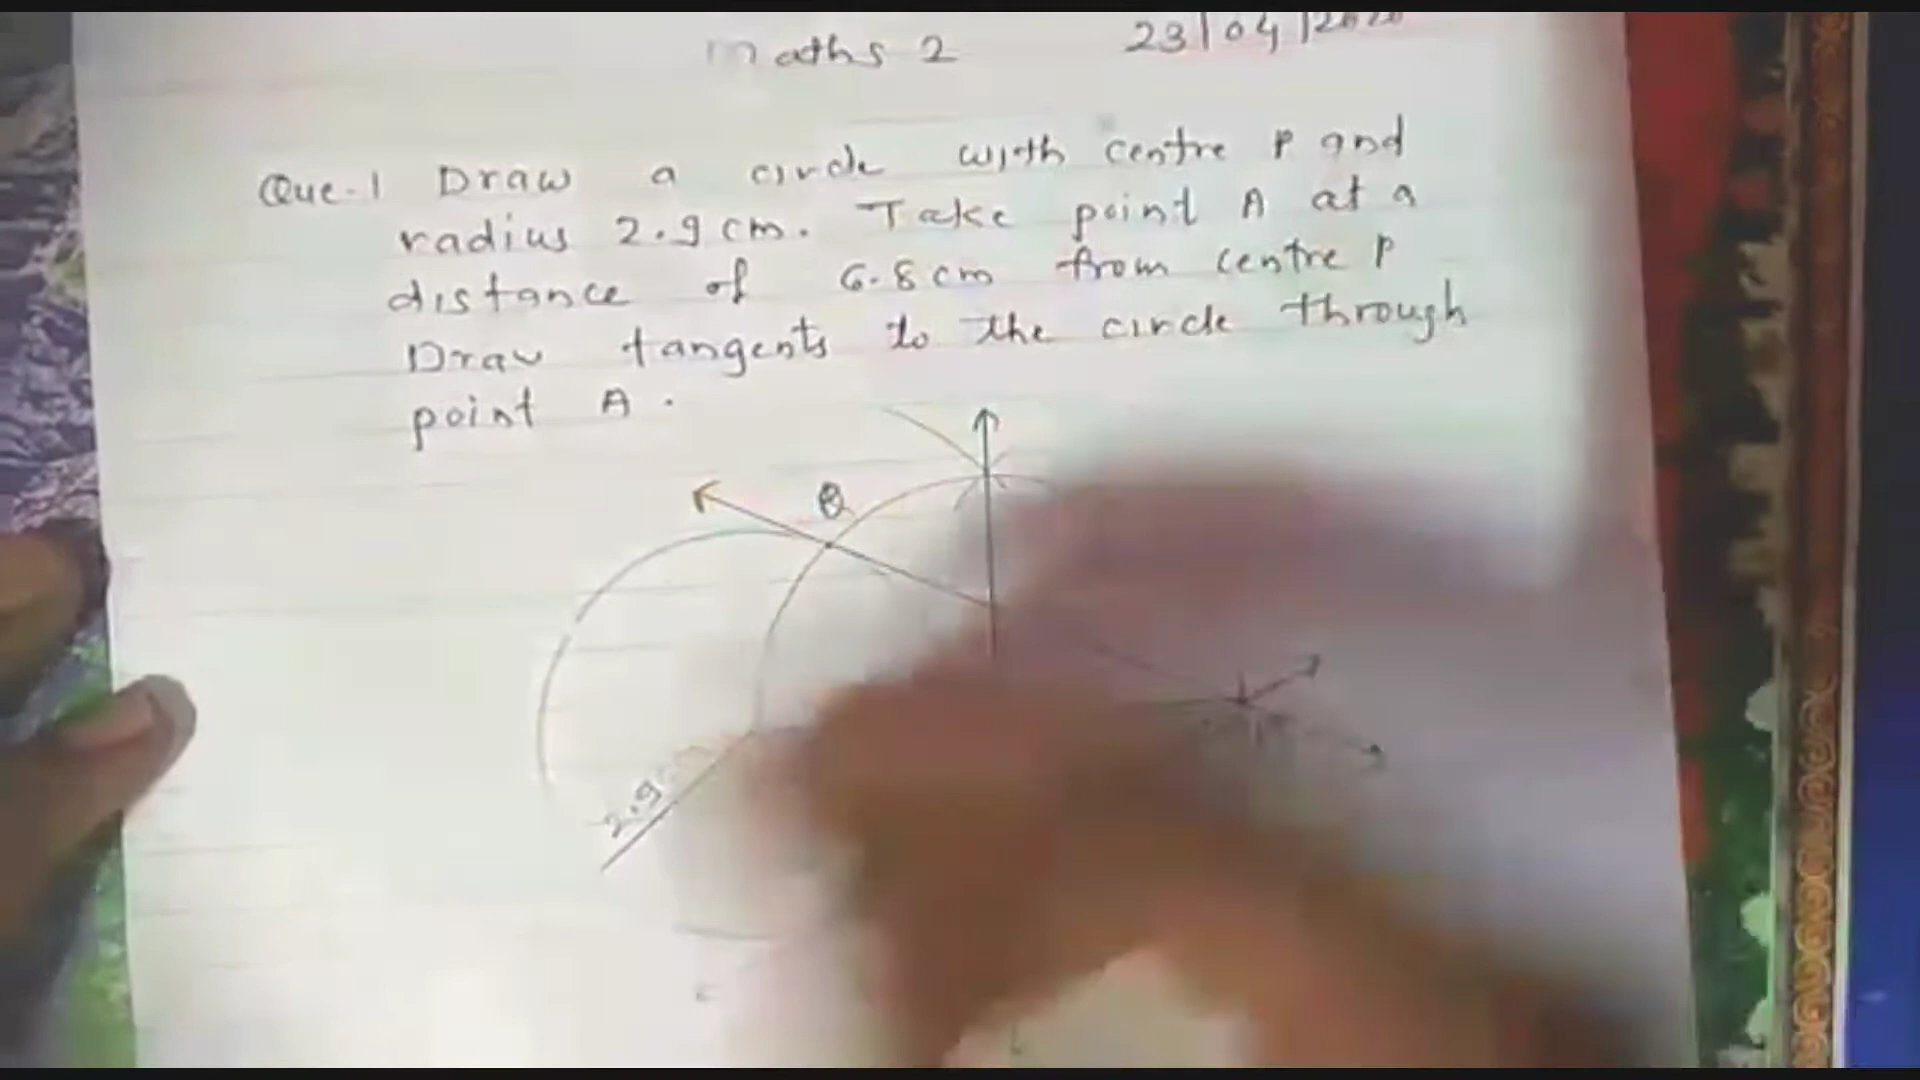 maths 2 23/04/2020
Que.1 Draw a circle with centre P and
radius 2.9 cm. Take point A at a
distance of 6.8 cm from centre P
Draw tangents to the circle through
point A.
Q
2.9